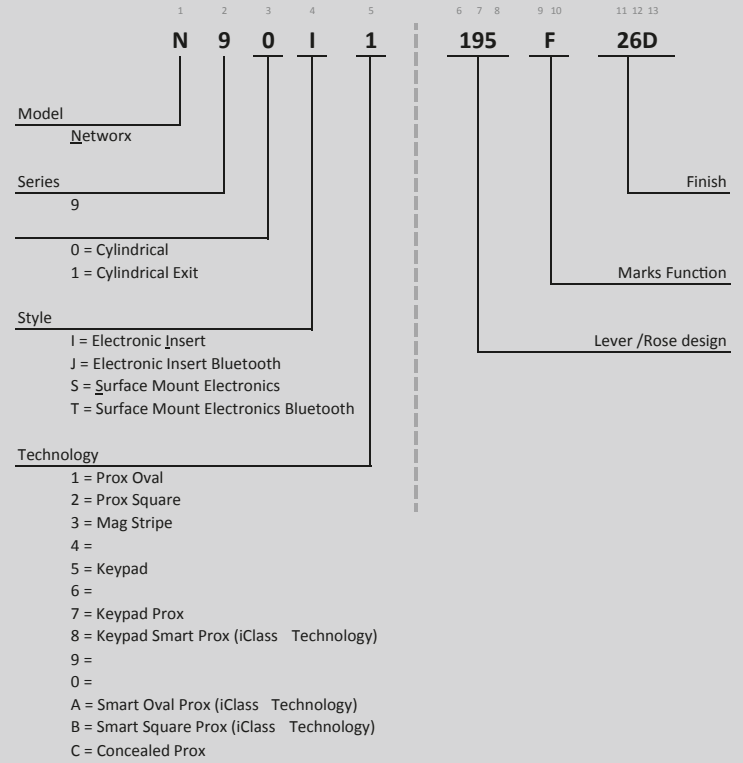 1 2 3 4 5 6 7 8 9 10 11 12 13
N 9 0 I 1 195 F 26D
Model
Networx
Series
9
0 = Cylindrical
1 = Cylindrical Exit
Style
I = Electronic Insert
J = Electronic Insert Bluetooth
S = Surface Mount Electronics
T = Surface Mount Electronics Bluetooth
Technology
1 = Prox Oval
2 = Prox Square
3 = Mag Stripe
4 =
5 = Keypad
6 =
7 = Keypad Prox
8 = Keypad Smart Prox (iClass Technology)
9 =
0 =
A = Smart Oval Prox (iClass Technology)
B = Smart Square Prox (iClass Technology)
C = Concealed Prox
Finish
Marks Function
Lever /Rose design